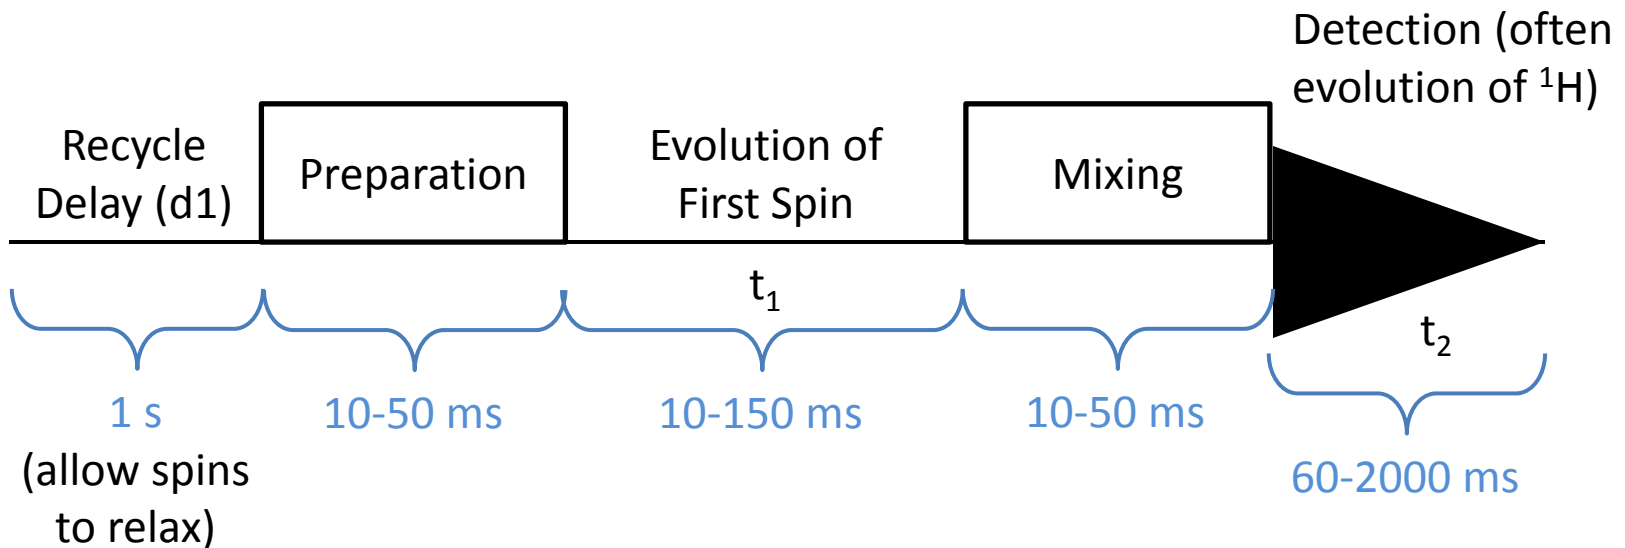 Detection (often
evolution of ¹H)
Recycle
Delay (d1)
Preparation
Evolution of
First Spin
Mixing
t₁
t₂
1 s
(allow spins
to relax)
10-50 ms
10-150 ms
10-50 ms
60-2000 ms